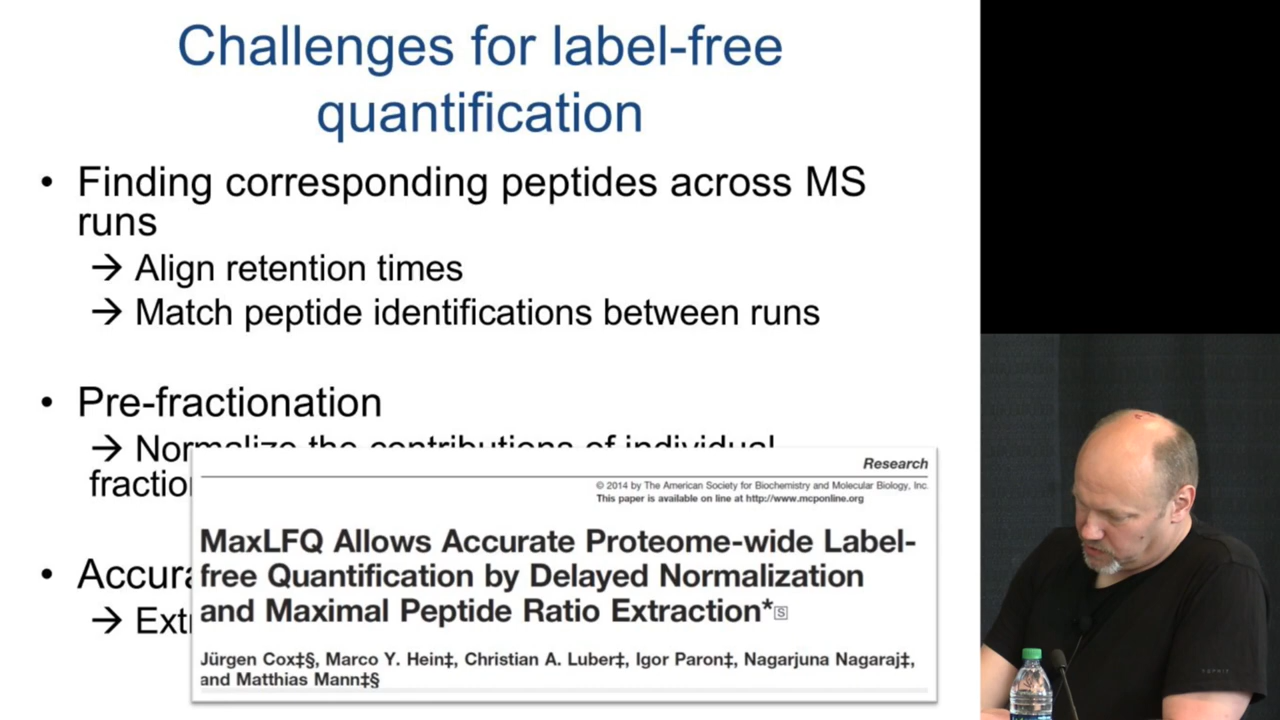 Challenges for label-free
quantification
• Finding corresponding peptides across MS
runs
→ Align retention times
→ Match peptide identifications between runs
• Pre-fractionation
→ Normalize the contributions of individual
fractio
Research
© 2014 by The American Society for Biochemistry and Molecular Biology, Inc.
This paper is available on line at http://www.mcponline.org
MaxLFQ Allows Accurate Proteome-wide Label-
free Quantification by Delayed Normalization
and Maximal Peptide Ratio Extraction*S
• Accura
→ Ext
Jürgen Cox‡§, Marco Y. Hein‡, Christian A. Luber‡, Igor Paron‡, Nagarjuna Nagaraj‡,
and Matthias Mann‡§